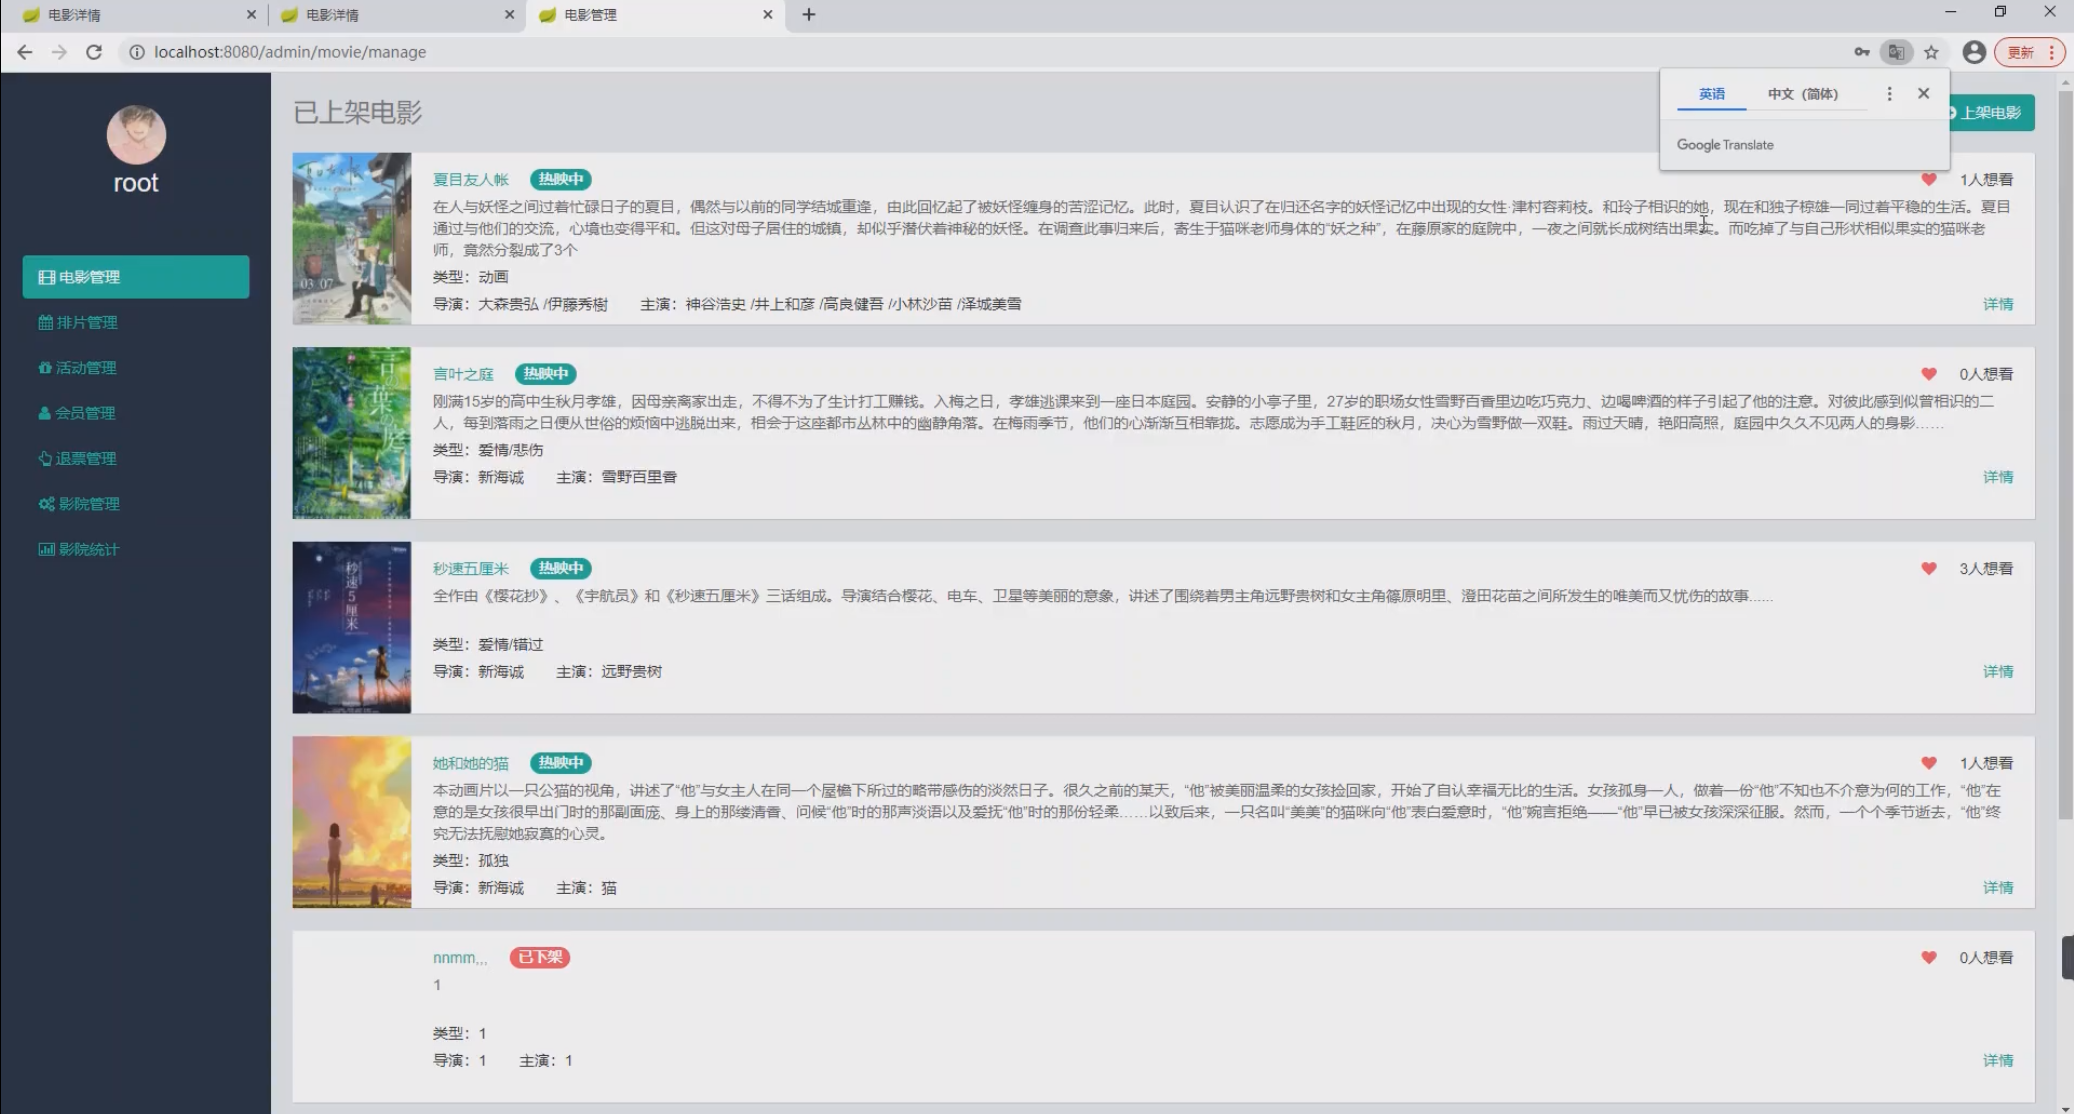 电影详情
电影详情
电影管理
localhost:8080/admin/movie/manage
更新
英语
中文（简体）
Google Translate
root
电影管理
排片管理
活动管理
会员管理
退票管理
影院管理
影院统计
已上架电影
上架电影
03 07
夏目友人帐
热映中
1人想看
在人与妖怪之间过着忙碌日子的夏目，偶然与以前的同学结城重逢，由此回忆起了被妖怪缠身的苦涩记忆。此时，夏目认识了在归还名字的妖怪记忆中出现的女性·津村容莉枝。和玲子相识的她，现在和独子椋雄一同过着平稳的生活。夏目
通过与他们的交流，心境也变得平和。但这对母子居住的城镇，却似乎潜伏着神秘的妖怪。在调查此事归来后，寄生于猫咪老师身体的“妖之种”，在藤原家的庭院中，一夜之间就长成树结出果实。而吃掉了与自己形状相似果实的猫咪老
师，竟然分裂成了3个
类型：动画
导演：大森贵弘 /伊藤秀樹 主演：神谷浩史 /井上和彦 /高良健吾 /小林沙苗 /泽城美雪
详情
言の葉の庭
言叶之庭
热映中
0人想看
刚满15岁的高中生秋月孝雄，因母亲离家出走，不得不为了生计打工赚钱。入梅之日，孝雄逃课来到一座日本庭园。安静的小亭子里，27岁的职场女性雪野百香里边吃巧克力、边喝啤酒的样子引起了他的注意。对彼此感到似曾相识的二
人，每到落雨之日便从世俗的烦恼中逃脱出来，相会于这座都市丛林中的幽静角落。在梅雨季节，他们的心渐渐互相靠拢。志愿成为手工鞋匠的秋月，决心为雪野做一双鞋。雨过天晴，艳阳高照，庭园中久久不见两人的身影……
类型：爱情/悲伤
导演：新海诚 主演：雪野百里香
详情
秒速5厘米
秒速五厘米
热映中
3人想看
全作由《樱花抄》、《宇航员》和《秒速五厘米》三话组成。导演结合樱花、电车、卫星等美丽的意象，讲述了围绕着男主角远野贵树和女主角篠原明里、澄田花苗之间所发生的唯美而又忧伤的故事......
类型：爱情/错过
导演：新海诚 主演：远野贵树
详情
她和她的猫
热映中
1人想看
本动画片以一只公猫的视角，讲述了“他”与女主人在同一个屋檐下所过的略带感伤的淡然日子。很久之前的某天，“他”被美丽温柔的女孩捡回家，开始了自认幸福无比的生活。女孩孤身一人，做着一份“他”不知也不介意为何的工作，“他”在
意的是女孩很早出门时的那副面庞、身上的那缕清香、问候“他”时的那声淡语以及爱抚“他”时的那份轻柔……以致后来，一只名叫“美美”的猫咪向“他”表白爱意时，“他”婉言拒绝——“他”早已被女孩深深征服。然而，一个个季节逝去，“他”终
究无法抚慰她寂寞的心灵。
类型：孤独
导演：新海诚 主演：猫
详情
nnmm,,,
已下架
0人想看
1
类型：1
导演：1 主演：1
详情